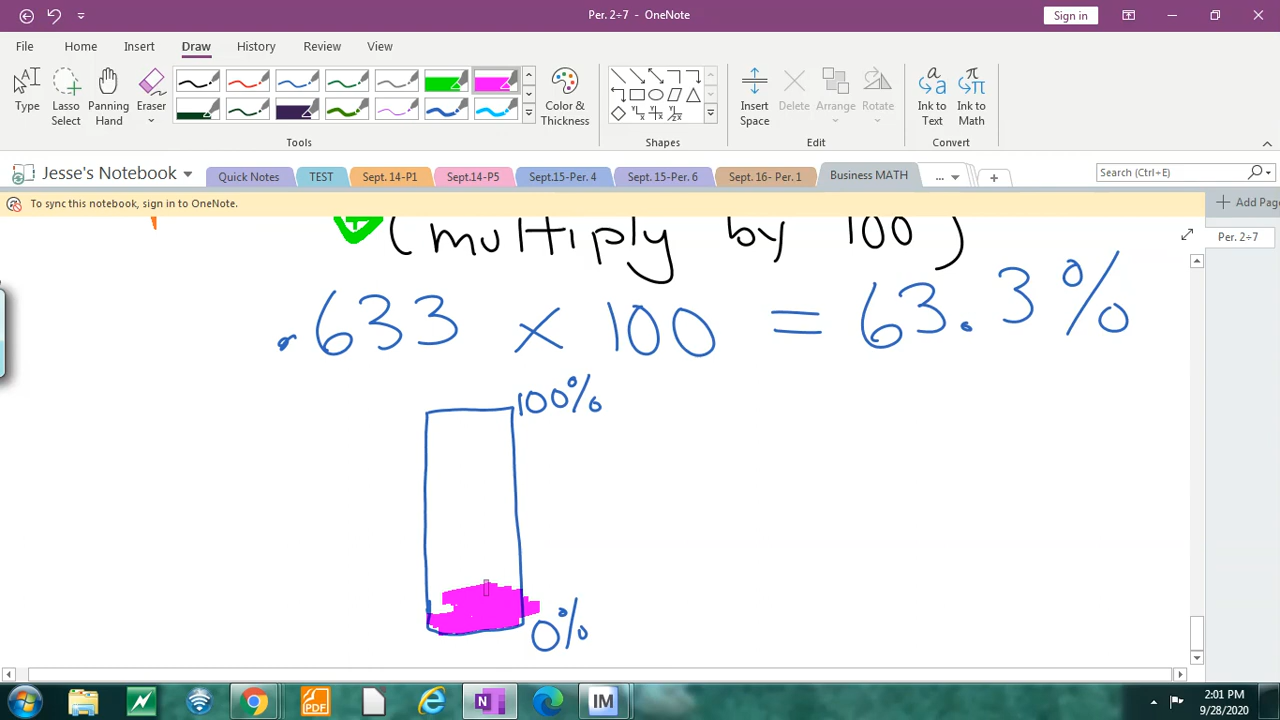 Per. 2÷7 - OneNote
Sign in
File Home Insert Draw History Review View
Type
Lasso Select
Panning Hand
Eraser
Color & Thickness
Insert Space
Delete
Arrange
Rotate
Ink to Text
Ink to Math
Tools
Shapes
Edit
Convert
Jesse's Notebook
Quick Notes
TEST
Sept. 14-P1
Sept.14-P5
Sept.15-Per. 4
Sept. 15-Per. 6
Sept. 16- Per. 1
Business MATH
...
Search (Ctrl+E)
To sync this notebook, sign in to OneNote.
Add Pag
Per. 2÷7
(multiply by 100)
.633 × 100 = 63.3%
100%
0%
IM
2:01 PM
9/28/2020